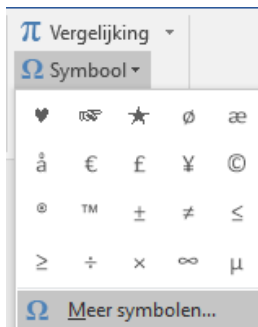 π Vergelijking
Ω Symbool
♥ ☞ ★ ø æ
å € £ ¥ ©
® ™ ± ≠ ≤
≥ ÷ × ∞ µ
Ω Meer symbolen...